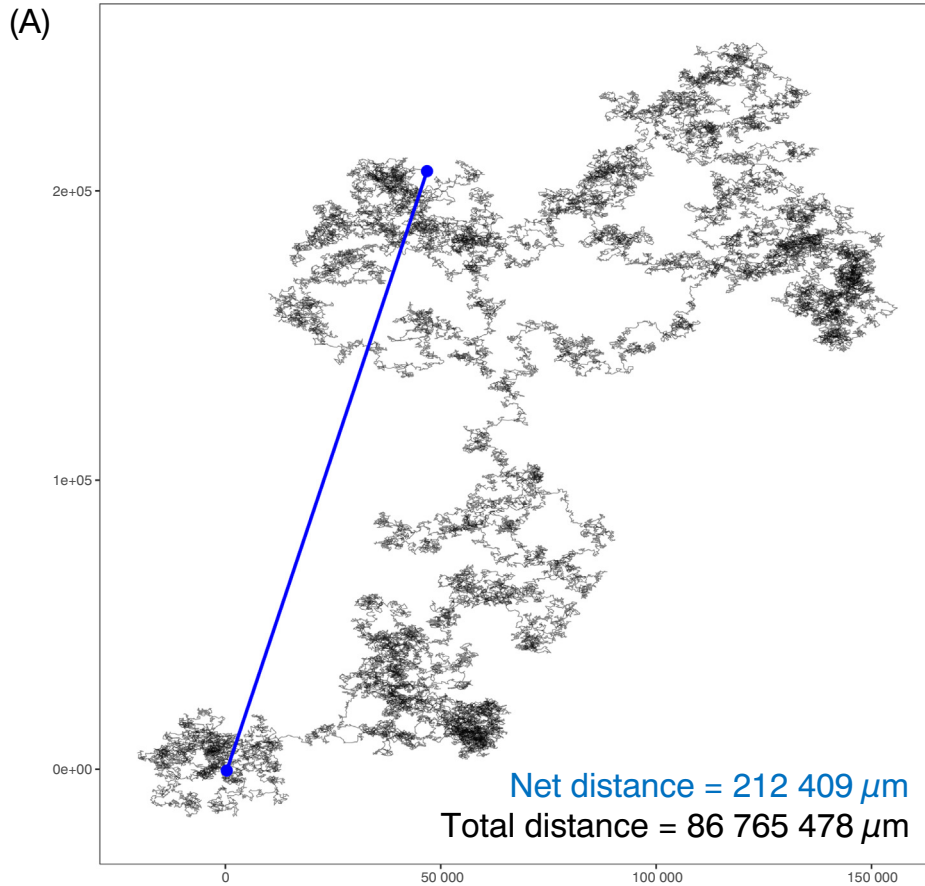 (A)
2e+05
1e+05
0e+00
Net distance = 212 409 µm
Total distance = 86 765 478 µm
0 50 000 100 000 150 000